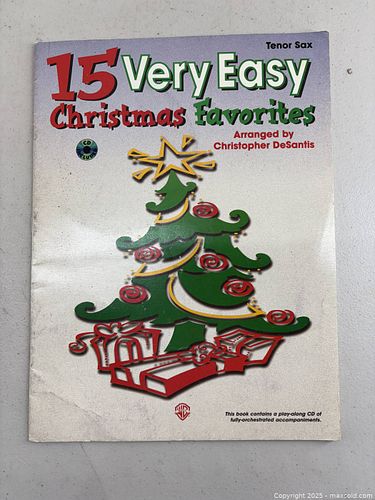 Tenor Sax
15 Very Easy
Christmas Favorites
Arranged by
Christopher DeSantis
CD
This book contains a play-along CD of
fully-orchestrated accompaniments.
Copyright 2025 - maxsold.com